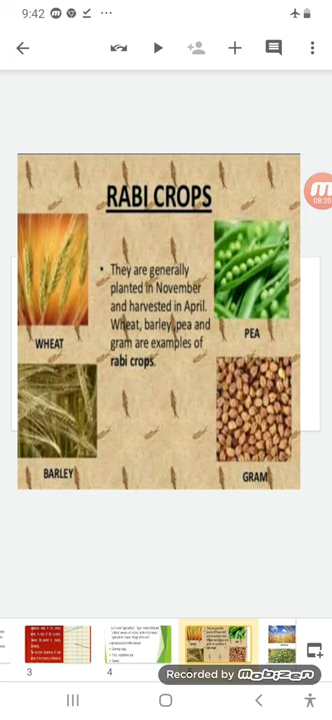 9:42
08:20
RABI CROPS
• They are generally
planted in November
and harvested in April.
Wheat, barley, pea and
gram are examples of
rabi crops.
WHEAT
PEA
BARLEY
GRAM
3
4
5
Recorded by mobizen